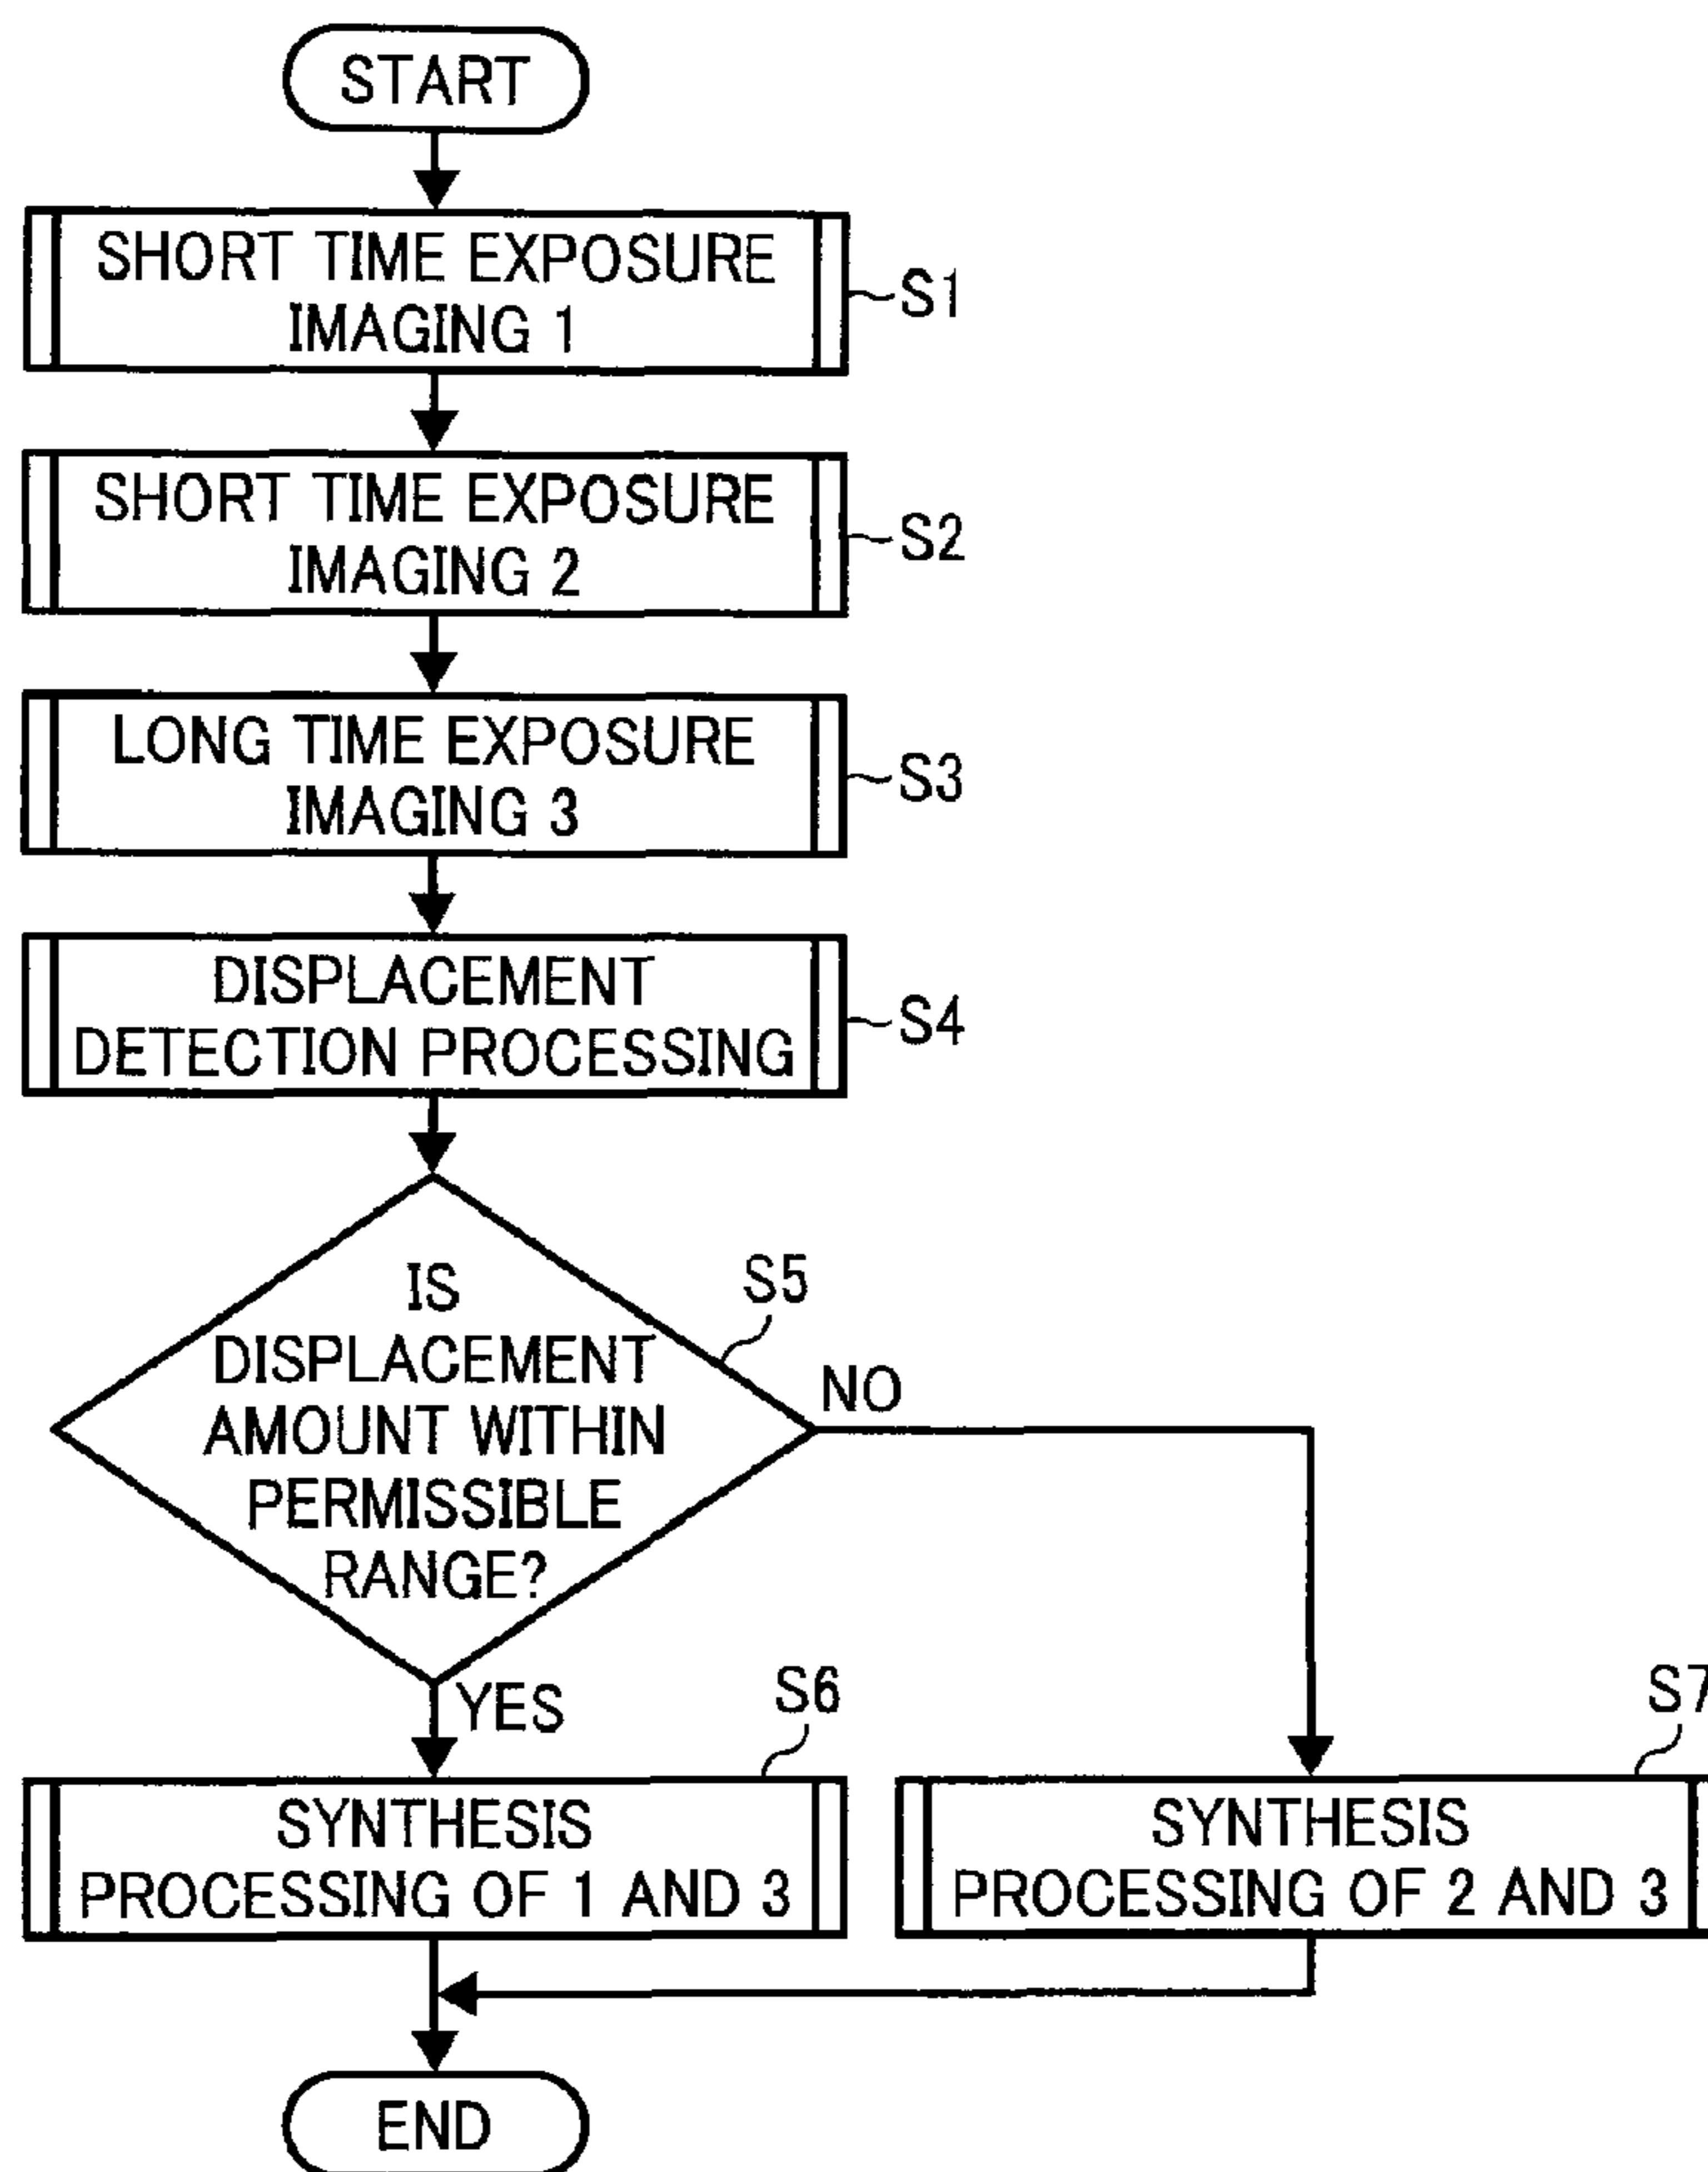 START
SHORT TIME EXPOSURE
IMAGING 1
S1
SHORT TIME EXPOSURE
IMAGING 2
S2
LONG TIME EXPOSURE
IMAGING 3
S3
DISPLACEMENT
DETECTION PROCESSING
S4
IS
DISPLACEMENT
AMOUNT WITHIN
PERMISSIBLE
RANGE?
S5
NO
YES
S6
SYNTHESIS
PROCESSING OF 1 AND 3
S7
SYNTHESIS
PROCESSING OF 2 AND 3
END